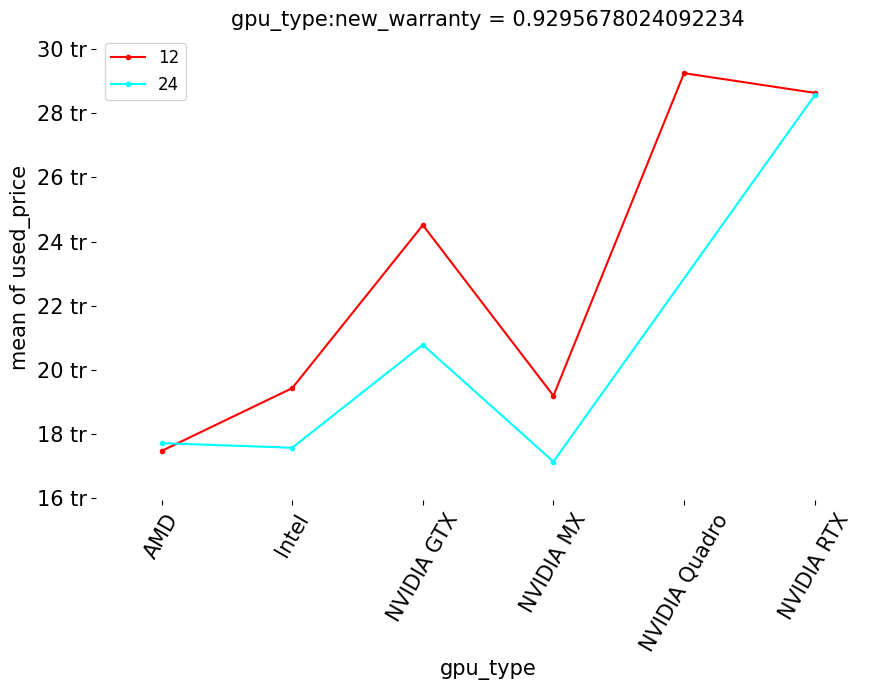 gpu_type:new_warranty = 0.9295678024092234
12
24
30 tr
28 tr
26 tr
24 tr
22 tr
20 tr
18 tr
16 tr
mean of used_price
AMD
Intel
NVIDIA GTX
NVIDIA MX
NVIDIA Quadro
NVIDIA RTX
gpu_type